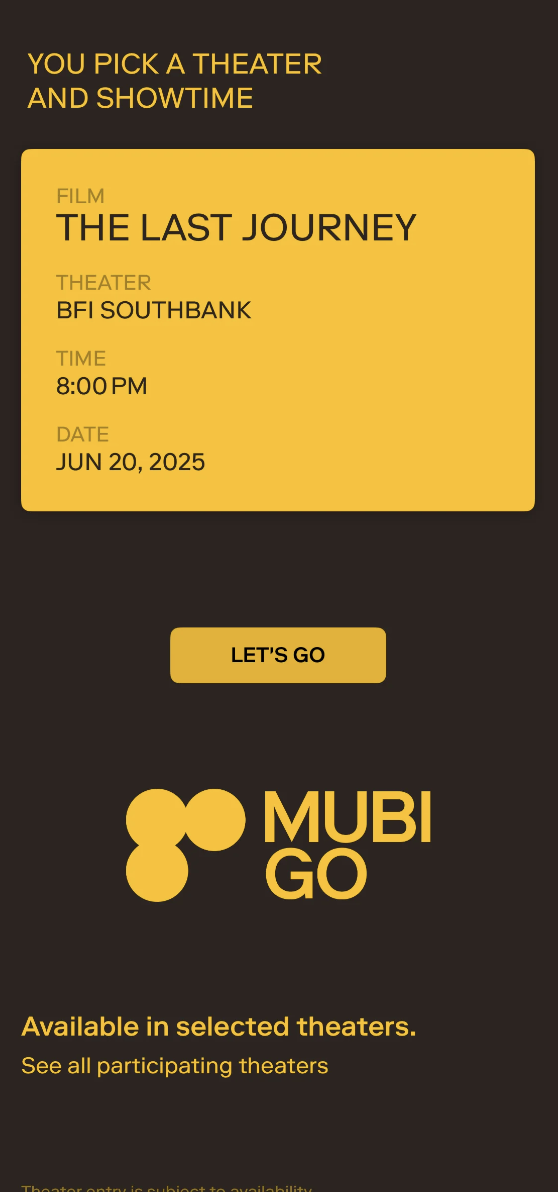 YOU PICK A THEATER
AND SHOWTIME
FILM
THE LAST JOURNEY
THEATER
BFI SOUTHBANK
TIME
8:00 PM
DATE
JUN 20, 2025
LET'S GO
MUBI
GO
Available in selected theaters.
See all participating theaters
Theater entry is subject to availability